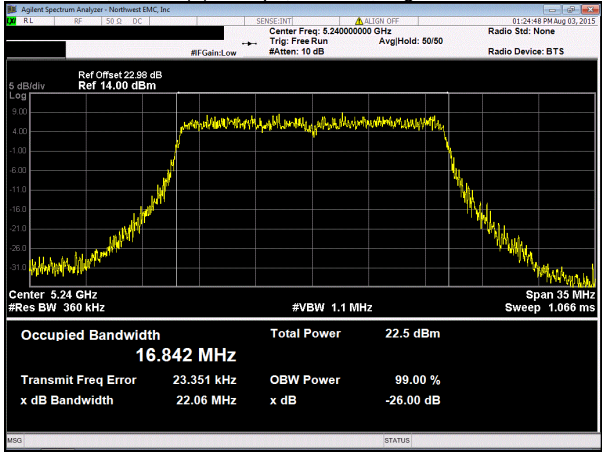 Agilent Spectrum Analyzer - Northwest EMC, Inc
RL RF 50 Ω DC SENSE:INT ALIGN OFF 01:24:48 PM Aug 03, 2015
Center Freq: 5.240000000 GHz Radio Std: None
Trig: Free Run Avg|Hold: 50/50
#IFGain:Low #Atten: 10 dB Radio Device: BTS
Ref Offset 22.98 dB
5 dB/div Ref 14.00 dBm
Log
9.00
4.00
-1.00
-6.00
-11.0
-16.0
-21.0
-26.0
-31.0
Center 5.24 GHz Span 35 MHz
#Res BW 360 kHz #VBW 1.1 MHz Sweep 1.066 ms
Occupied Bandwidth Total Power 22.5 dBm
16.842 MHz
Transmit Freq Error 23.351 kHz OBW Power 99.00 %
x dB Bandwidth 22.06 MHz x dB -26.00 dB
MSG STATUS